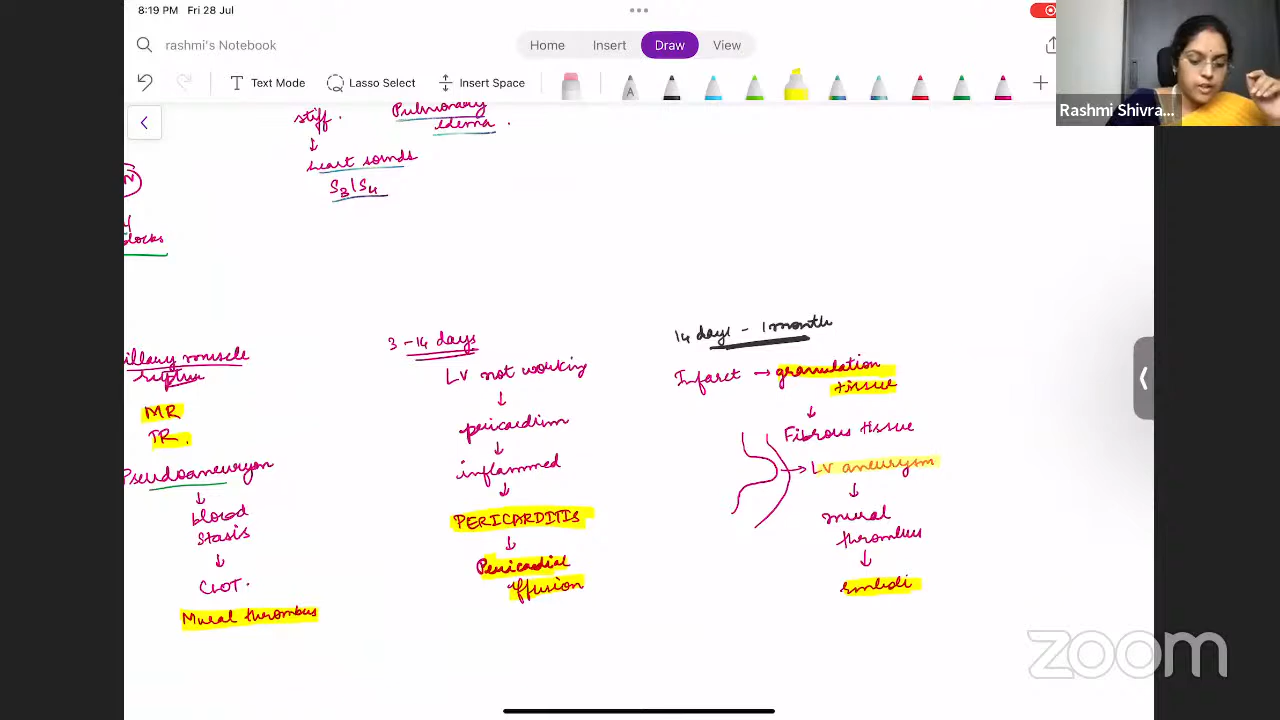 8:19 PM Fri 28 Jul
rashmi's Notebook
Home
Insert
Draw
View
Text Mode
Lasso Select
Insert Space
A
Rashmi Shivra...
stiff.
Pulmonary
edema.
heart sounds
S3/S4
N
locks
illary muscle
rupture
MR
TR.
Pseudoaneurysm
blood
stasis
CLOT.
Mural thrombus
3-14 days
LV not working
pericardium
inflammed
PERICARDITIS
Pericardial
effusion
14 days - 1 month
Infarct → granulation
tissue
Fibrous tissue
LV aneurysm
mural
thrombus
emboli
zoom